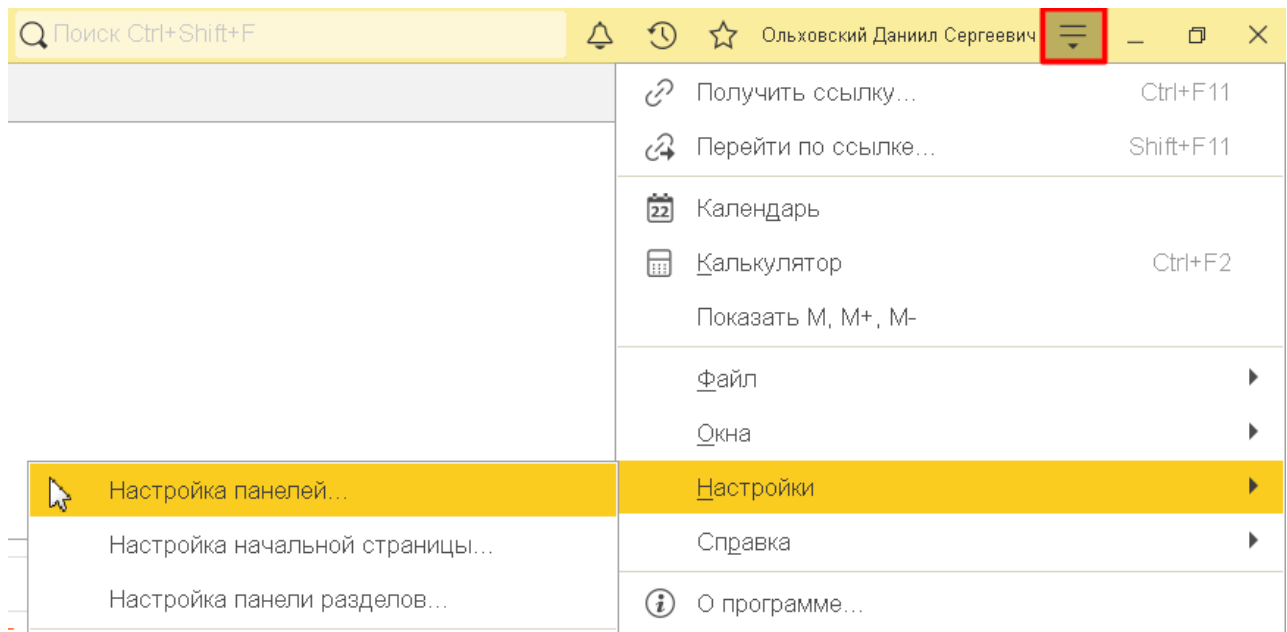 Поиск Ctrl+Shift+F
Ольховский Даниил Сергеевич
Получить ссылку... Ctrl+F11
Перейти по ссылке... Shift+F11
22 Календарь
Калькулятор Ctrl+F2
Показать M, M+, M-
Файл
Окна
Настройки
Справка
О программе...
Настройка панелей...
Настройка начальной страницы...
Настройка панели разделов...